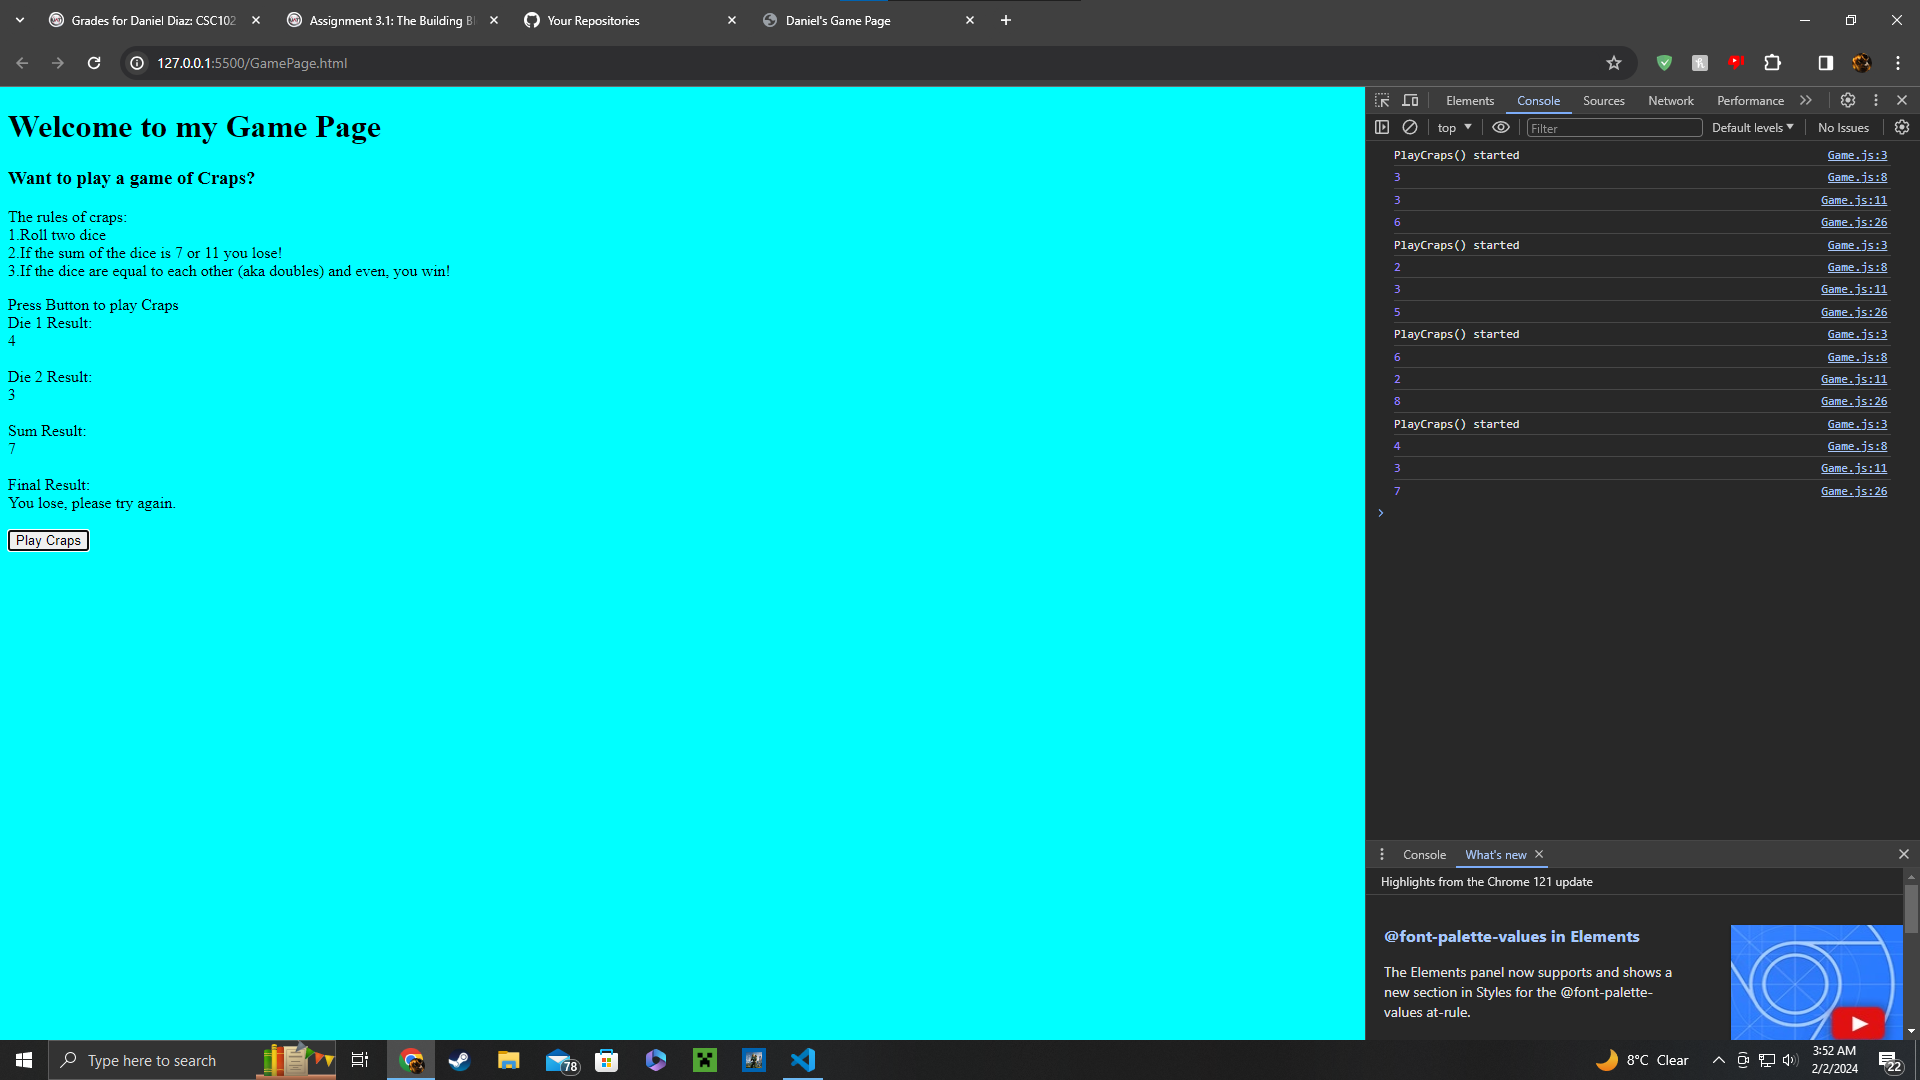 Grades for Daniel Diaz: CSC102
Assignment 3.1: The Building Bl
Your Repositories
Daniel's Game Page
127.0.0.1:5500/GamePage.html
Welcome to my Game Page
Want to play a game of Craps?
The rules of craps:
1.Roll two dice
2.If the sum of the dice is 7 or 11 you lose!
3.If the dice are equal to each other (aka doubles) and even, you win!
Press Button to play Craps
Die 1 Result:
4
Die 2 Result:
3
Sum Result:
7
Final Result:
You lose, please try again.
Play Craps
Elements Console Sources Network Performance
top Filter Default levels No Issues
PlayCraps() started Game.js:3
3 Game.js:8
3 Game.js:11
6 Game.js:26
PlayCraps() started Game.js:3
2 Game.js:8
3 Game.js:11
5 Game.js:26
PlayCraps() started Game.js:3
6 Game.js:8
2 Game.js:11
8 Game.js:26
PlayCraps() started Game.js:3
4 Game.js:8
3 Game.js:11
7 Game.js:26
Console What's new
Highlights from the Chrome 121 update
@font-palette-values in Elements
The Elements panel now supports and shows a
new section in Styles for the @font-palette-
values at-rule.
Type here to search
78
8°C Clear
3:52 AM
2/2/2024
22